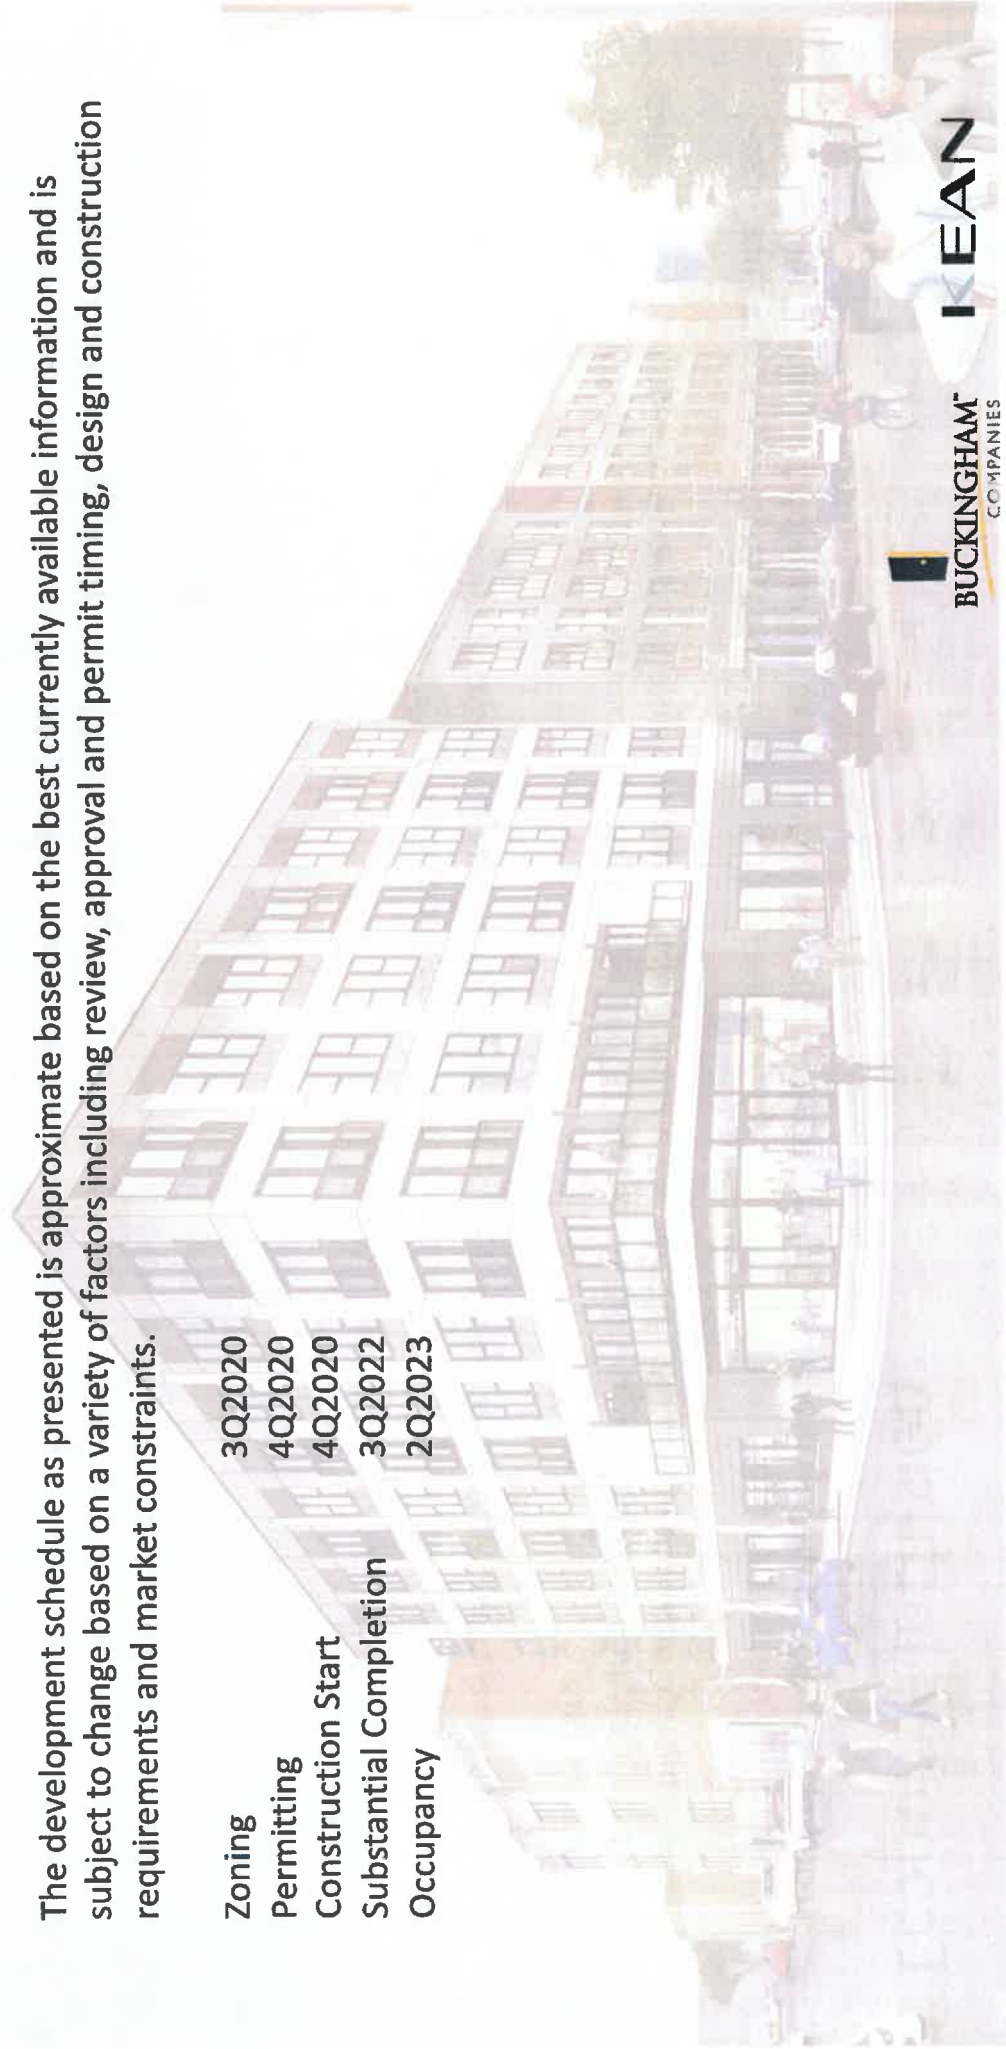 The development schedule as presented is approximate based on the best currently available information and is
subject to change based on a variety of factors including review, approval and permit timing, design and construction
requirements and market constraints.
Zoning 3Q2020
Permitting 4Q2020
Construction Start 4Q2020
Substantial Completion 3Q2022
Occupancy 2Q2023
BUCKINGHAM™
COMPANIES
KEAN